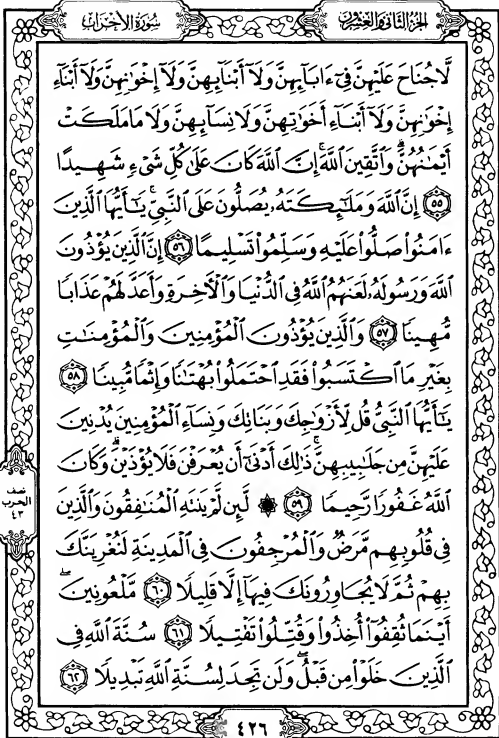 الجزء الثاني والعشرون
سورة الأحزاب
لَّا جُنَاحَ عَلَيْهِنَّ فِىٓ ءَابَآئِهِنَّ وَلَآ أَبْنَآئِهِنَّ وَلَآ إِخْوَٰنِهِنَّ وَلَآ أَبْنَآءِ
إِخْوَٰنِهِنَّ وَلَآ أَبْنَآءِ أَخَوَٰتِهِنَّ وَلَا نِسَآئِهِنَّ وَلَا مَا مَلَكَتْ
أَيْمَٰنُهُنَّ ۗ وَٱتَّقِينَ ٱللَّهَ ۚ إِنَّ ٱللَّهَ كَانَ عَلَىٰ كُلِّ شَىْءٍ شَهِيدًا
٥٥ إِنَّ ٱللَّهَ وَمَلَٰٓئِكَتَهُۥ يُصَلُّونَ عَلَى ٱلنَّبِىِّ ۚ يَٰٓأَيُّهَا ٱلَّذِينَ
ءَامَنُوا۟ صَلُّوا۟ عَلَيْهِ وَسَلِّمُوا۟ تَسْلِيمًا ٥٦ إِنَّ ٱلَّذِينَ يُؤْذُونَ
ٱللَّهَ وَرَسُولَهُۥ لَعَنَهُمُ ٱللَّهُ فِى ٱلدُّنْيَا وَٱلْءَاخِرَةِ وَأَعَدَّ لَهُمْ عَذَابًا
مُّهِينًا ٥٧ وَٱلَّذِينَ يُؤْذُونَ ٱلْمُؤْمِنِينَ وَٱلْمُؤْمِنَٰتِ
بِغَيْرِ مَا ٱكْتَسَبُوا۟ فَقَدِ ٱحْتَمَلُوا۟ بُهْتَٰنًا وَإِثْمًا مُّبِينًا ٥٨
يَٰٓأَيُّهَا ٱلنَّبِىُّ قُل لِّأَزْوَٰجِكَ وَبَنَاتِكَ وَنِسَآءِ ٱلْمُؤْمِنِينَ يُدْنِينَ
عَلَيْهِنَّ مِن جَلَٰبِيبِهِنَّ ۚ ذَٰلِكَ أَدْنَىٰٓ أَن يُعْرَفْنَ فَلَا يُؤْذَيْنَ ۗ وَكَانَ
ٱللَّهُ غَفُورًا رَّحِيمًا ٥٩ ۞ لَّئِن لَّمْ يَنتَهِ ٱلْمُنَٰفِقُونَ وَٱلَّذِينَ
فِى قُلُوبِهِم مَّرَضٌ وَٱلْمُرْجِفُونَ فِى ٱلْمَدِينَةِ لَنُغْرِيَنَّكَ
بِهِمْ ثُمَّ لَا يُجَاوِرُونَكَ فِيهَآ إِلَّا قَلِيلًا ٦٠ مَّلْعُونِينَ ۖ
أَيْنَمَا ثُقِفُوٓا۟ أُخِذُوا۟ وَقُتِّلُوا۟ تَقْتِيلًا ٦١ سُنَّةَ ٱللَّهِ فِى
ٱلَّذِينَ خَلَوْا۟ مِن قَبْلُ ۖ وَلَن تَجِدَ لِسُنَّةِ ٱللَّهِ تَبْدِيلًا ٦٢
نصف
الحزب
٤٣
٤٢٦